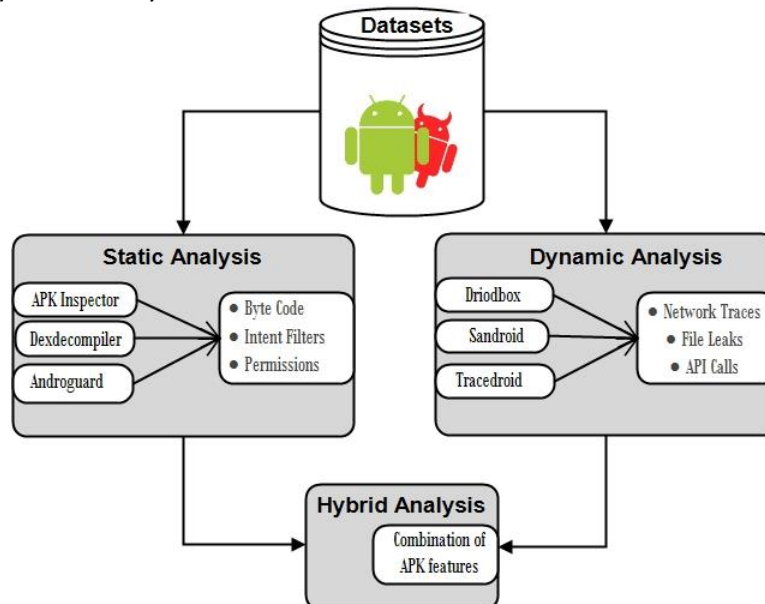 Datasets
Static Analysis
APK Inspector
Dexdecompiler
Androguard
● Byte Code
● Intent Filters
● Permissions
Dynamic Analysis
Driodbox
Sandroid
Tracedroid
● Network Traces
● File Leaks
● API Calls
Hybrid Analysis
Combination of
APK features